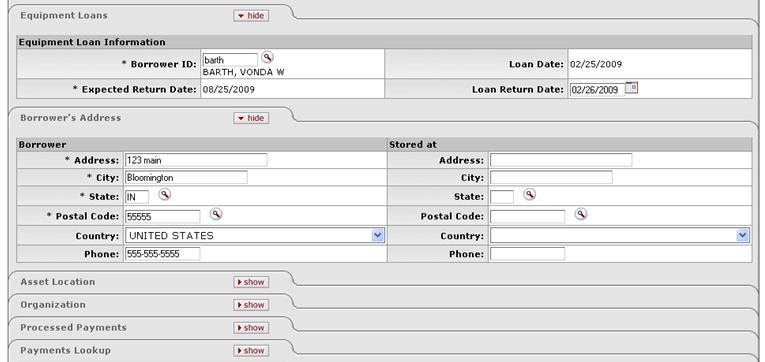 Equipment Loans hide
Equipment Loan Information
* Borrower ID: barth Loan Date: 02/25/2009
BARTH, VONDA W
* Expected Return Date: 08/25/2009 Loan Return Date: 02/26/2009
Borrower's Address hide
Borrower Stored at
* Address: 123 main Address:
* City: Bloomington City:
* State: IN State:
* Postal Code: 55555 Postal Code:
Country: UNITED STATES Country:
Phone: 555-555-5555 Phone:
Asset Location show
Organization show
Processed Payments show
Payments Lookup show